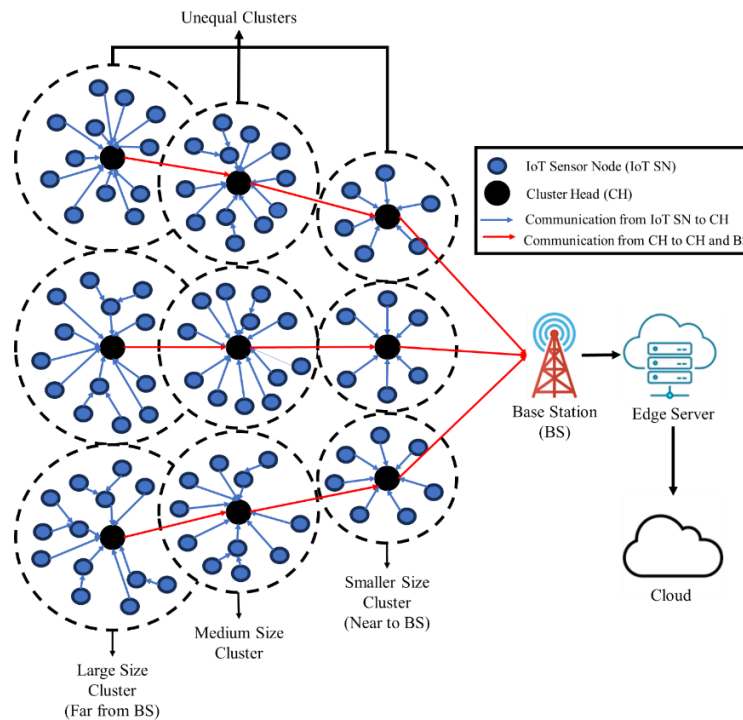 Unequal Clusters
IoT Sensor Node (IoT SN)
Cluster Head (CH)
Communication from IoT SN to CH
Communication from CH to CH and BS
Base Station
(BS)
Edge Server
Cloud
Smaller Size
Cluster
(Near to BS)
Medium Size
Cluster
Large Size
Cluster
(Far from BS)